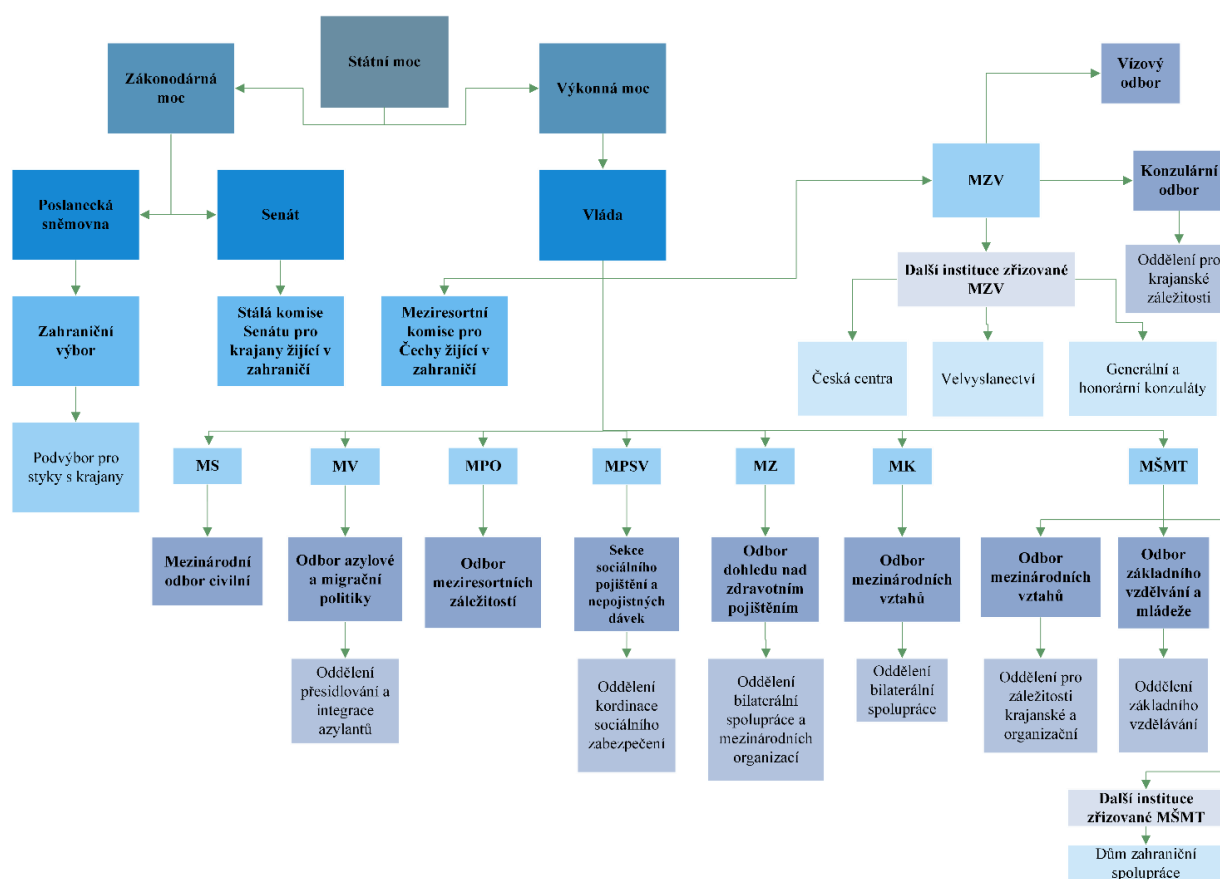 Státní moc
Zákonodárná
moc
Výkonná moc
Vízový
odbor
Poslanecká
sněmovna
Senát
Vláda
MZV
Konzulární
odbor
Další instituce zřizované
MZV
Oddělení pro
krajanské
záležitosti
Zahraniční
výbor
Stálá komise
Senátu pro
krajany žijící v
zahraničí
Meziresortní
komise pro
Čechy žijící v
zahraničí
Česká centra
Velvyslanectví
Generální a
honorární konzuláty
Podvýbor pro
styky s krajany
MS
MV
MPO
MPSV
MZ
MK
MŠMT
Mezinárodní
odbor civilní
Odbor azylové
a migrační
politiky
Odbor
meziresortních
záležitostí
Sekce
sociálního
pojištění a
nepojistných
dávek
Odbor
dohledu nad
zdravotním
pojištěním
Odbor
mezinárodních
vztahů
Odbor
mezinárodních
vztahů
Odbor
základního
vzdělvání a
mládeže
Oddělení
přesidlování a
integrace
azylantů
Oddělení
kordinace
sociálního
zabezpečení
Oddělení
bilaterální
spolupráce a
mezinárodních
organizací
Oddělení
bilaterální
spolupráce
Oddělení pro
záležitosti
krajanské a
organizační
Oddělení
základního
vzdělávání
Další instituce
zřizované MŠMT
Dům zahraniční
spolupráce